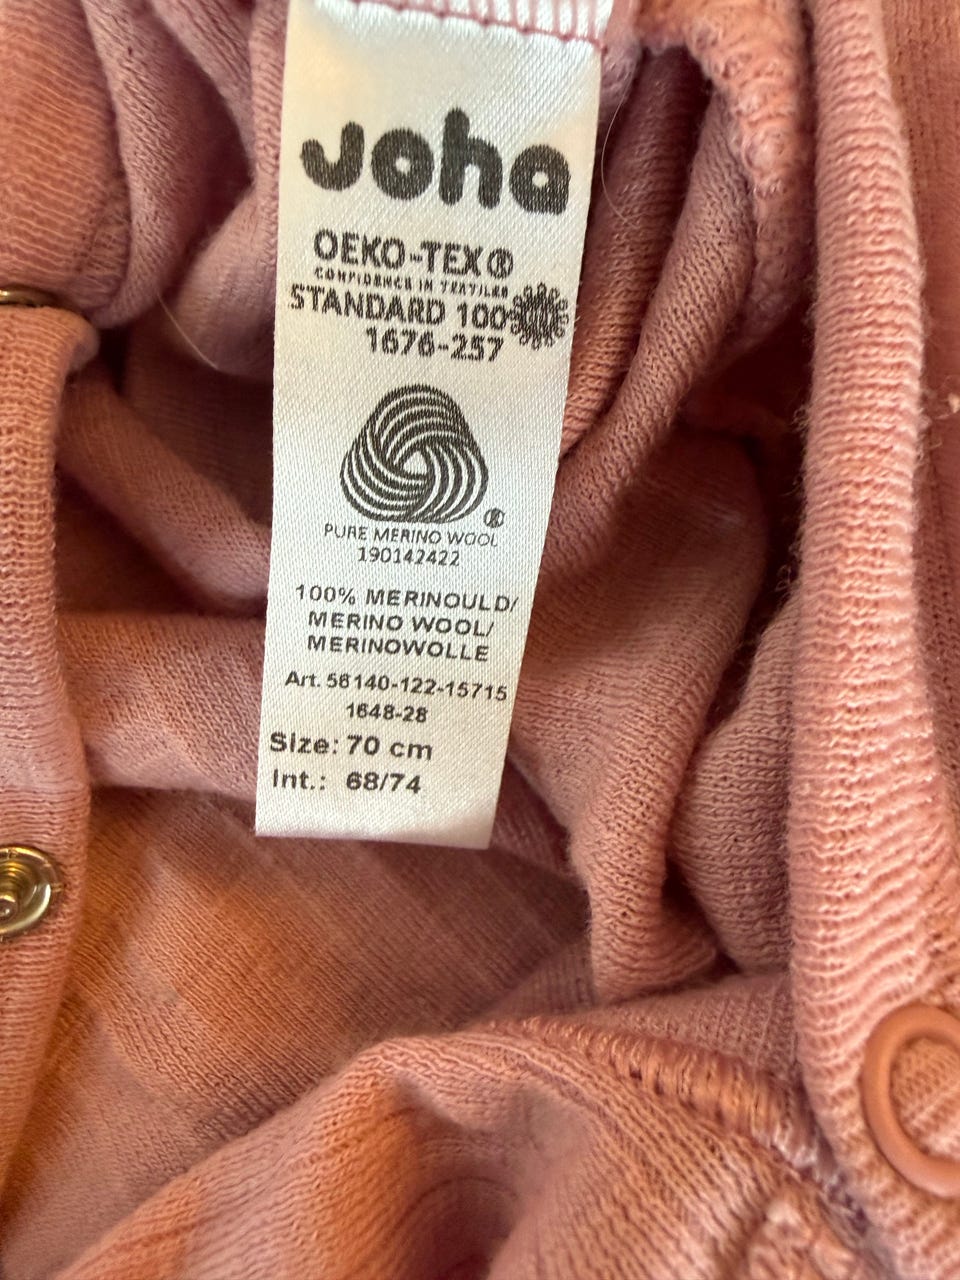 joha
OEKO-TEX®
CONFIDENCE IN TEXTILES
STANDARD 100
1676-257
PURE MERINO WOOL
190142422
100% MERINOULD/
MERINO WOOL/
MERINOWOLLE
Art. 56140-122-15715
1648-28
Size: 70 cm
Int.: 68/74